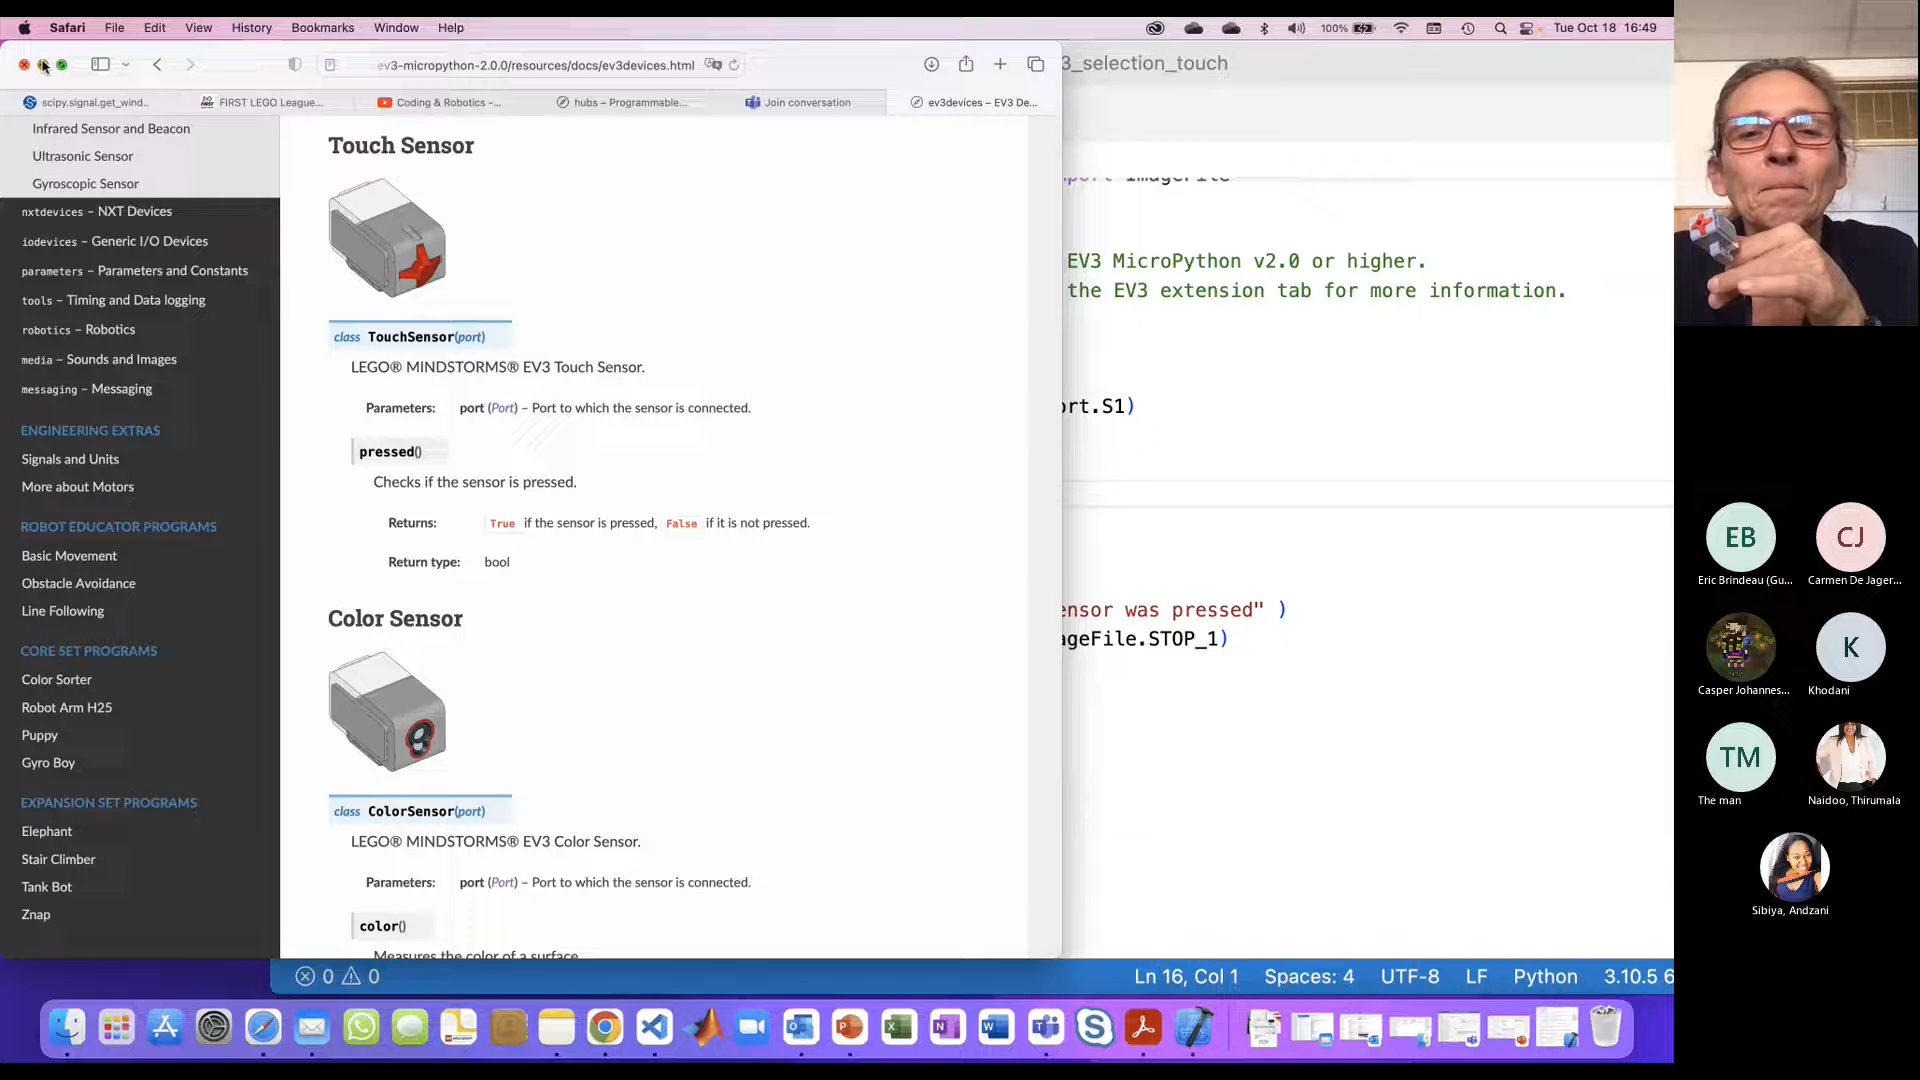 Safari File Edit View History Bookmarks Window Help
100%
Tue Oct 18 16:49
ev3-micropython-2.0.0/resources/docs/ev3devices.html
3_selection_touch
scipy.signal.get_wind..
FIRST LEGO League...
Coding & Robotics -...
hubs – Programmable...
Join conversation
ev3devices – EV3 De...
Infrared Sensor and Beacon
Ultrasonic Sensor
Gyroscopic Sensor
nxtdevices – NXT Devices
iodevices – Generic I/O Devices
parameters – Parameters and Constants
tools – Timing and Data logging
robotics – Robotics
media – Sounds and Images
messaging – Messaging
ENGINEERING EXTRAS
Signals and Units
More about Motors
ROBOT EDUCATOR PROGRAMS
Basic Movement
Obstacle Avoidance
Line Following
CORE SET PROGRAMS
Color Sorter
Robot Arm H25
Puppy
Gyro Boy
EXPANSION SET PROGRAMS
Elephant
Stair Climber
Tank Bot
Znap
Touch Sensor
class TouchSensor(port)
LEGO® MINDSTORMS® EV3 Touch Sensor.
Parameters: port (Port) – Port to which the sensor is connected.
pressed()
Checks if the sensor is pressed.
Returns: True if the sensor is pressed, False if it is not pressed.
Return type: bool
Color Sensor
class ColorSensor(port)
LEGO® MINDSTORMS® EV3 Color Sensor.
Parameters: port (Port) – Port to which the sensor is connected.
color()
Measures the color of a surface.
import ImageFile
EV3 MicroPython v2.0 or higher.
the EV3 extension tab for more information.
ort.S1)
ensor was pressed" )
ageFile.STOP_1)
0 0
Ln 16, Col 1 Spaces: 4 UTF-8 LF Python 3.10.5 6
EB
Eric Brindeau (Gu...
CJ
Carmen De Jager...
Casper Johannes...
K
Khodani
TM
The man
Naidoo, Thirumala
Sibiya, Andzani